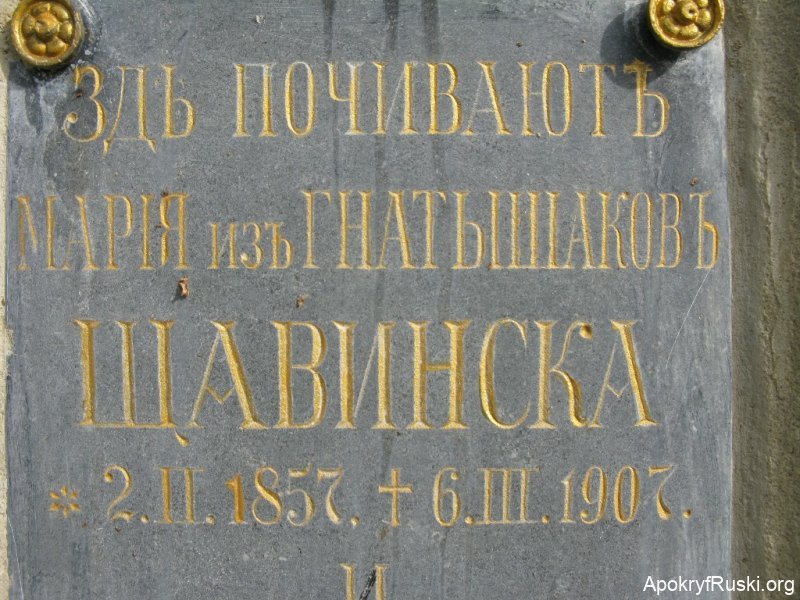 ЗДЬ ПОЧИВАЮТЪ
МАРІЯ изъ ГНАТЫШАКОВЪ
ЩАВИНСКА
* 2.II.1857. † 6.III.1907.
И
ApokryfRuski.org